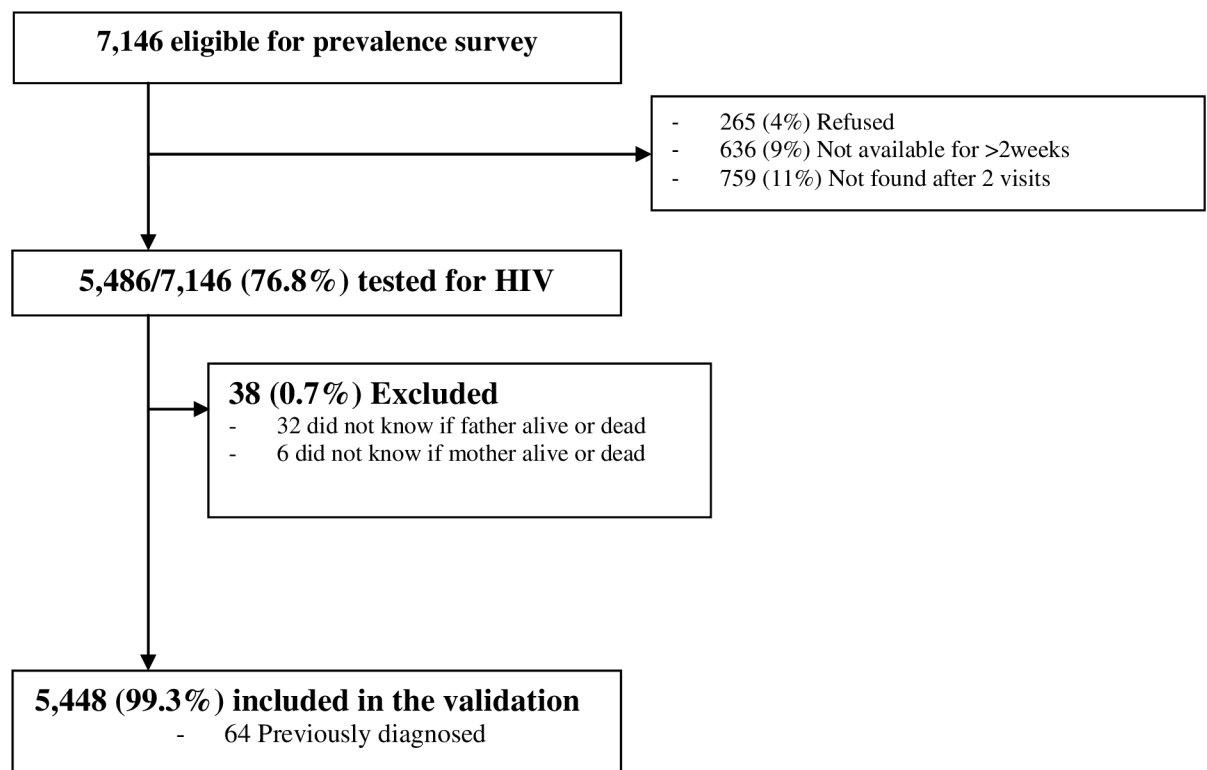 7,146 eligible for prevalence survey
- 265 (4%) Refused
- 636 (9%) Not available for >2weeks
- 759 (11%) Not found after 2 visits
5,486/7,146 (76.8%) tested for HIV
38 (0.7%) Excluded
- 32 did not know if father alive or dead
- 6 did not know if mother alive or dead
5,448 (99.3%) included in the validation
- 64 Previously diagnosed